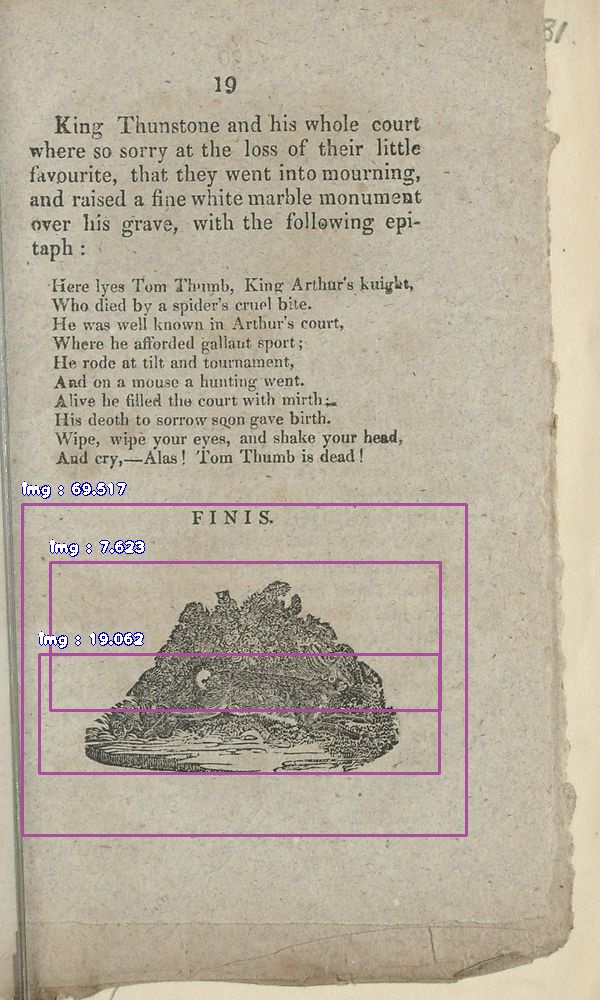 31
19
King Thunstone and his whole court
where so sorry at the loss of their little
favourite, that they went into mourning,
and raised a fine white marble monument
over his grave, with the following epi-
taph :
Here lyes Tom Thumb, King Arthur's knight,
Who died by a spider's cruel bite.
He was well known in Arthur's court,
Where he afforded gallant sport;
He rode at tilt and tournament,
And on a mouse a hunting went.
Alive he filled the court with mirth;
His deoth to sorrow soon gave birth.
Wipe, wipe your eyes, and shake your head,
And cry,—Alas! Tom Thumb is dead!
img : 69.517
FINIS.
img : 7.623
img : 19.062